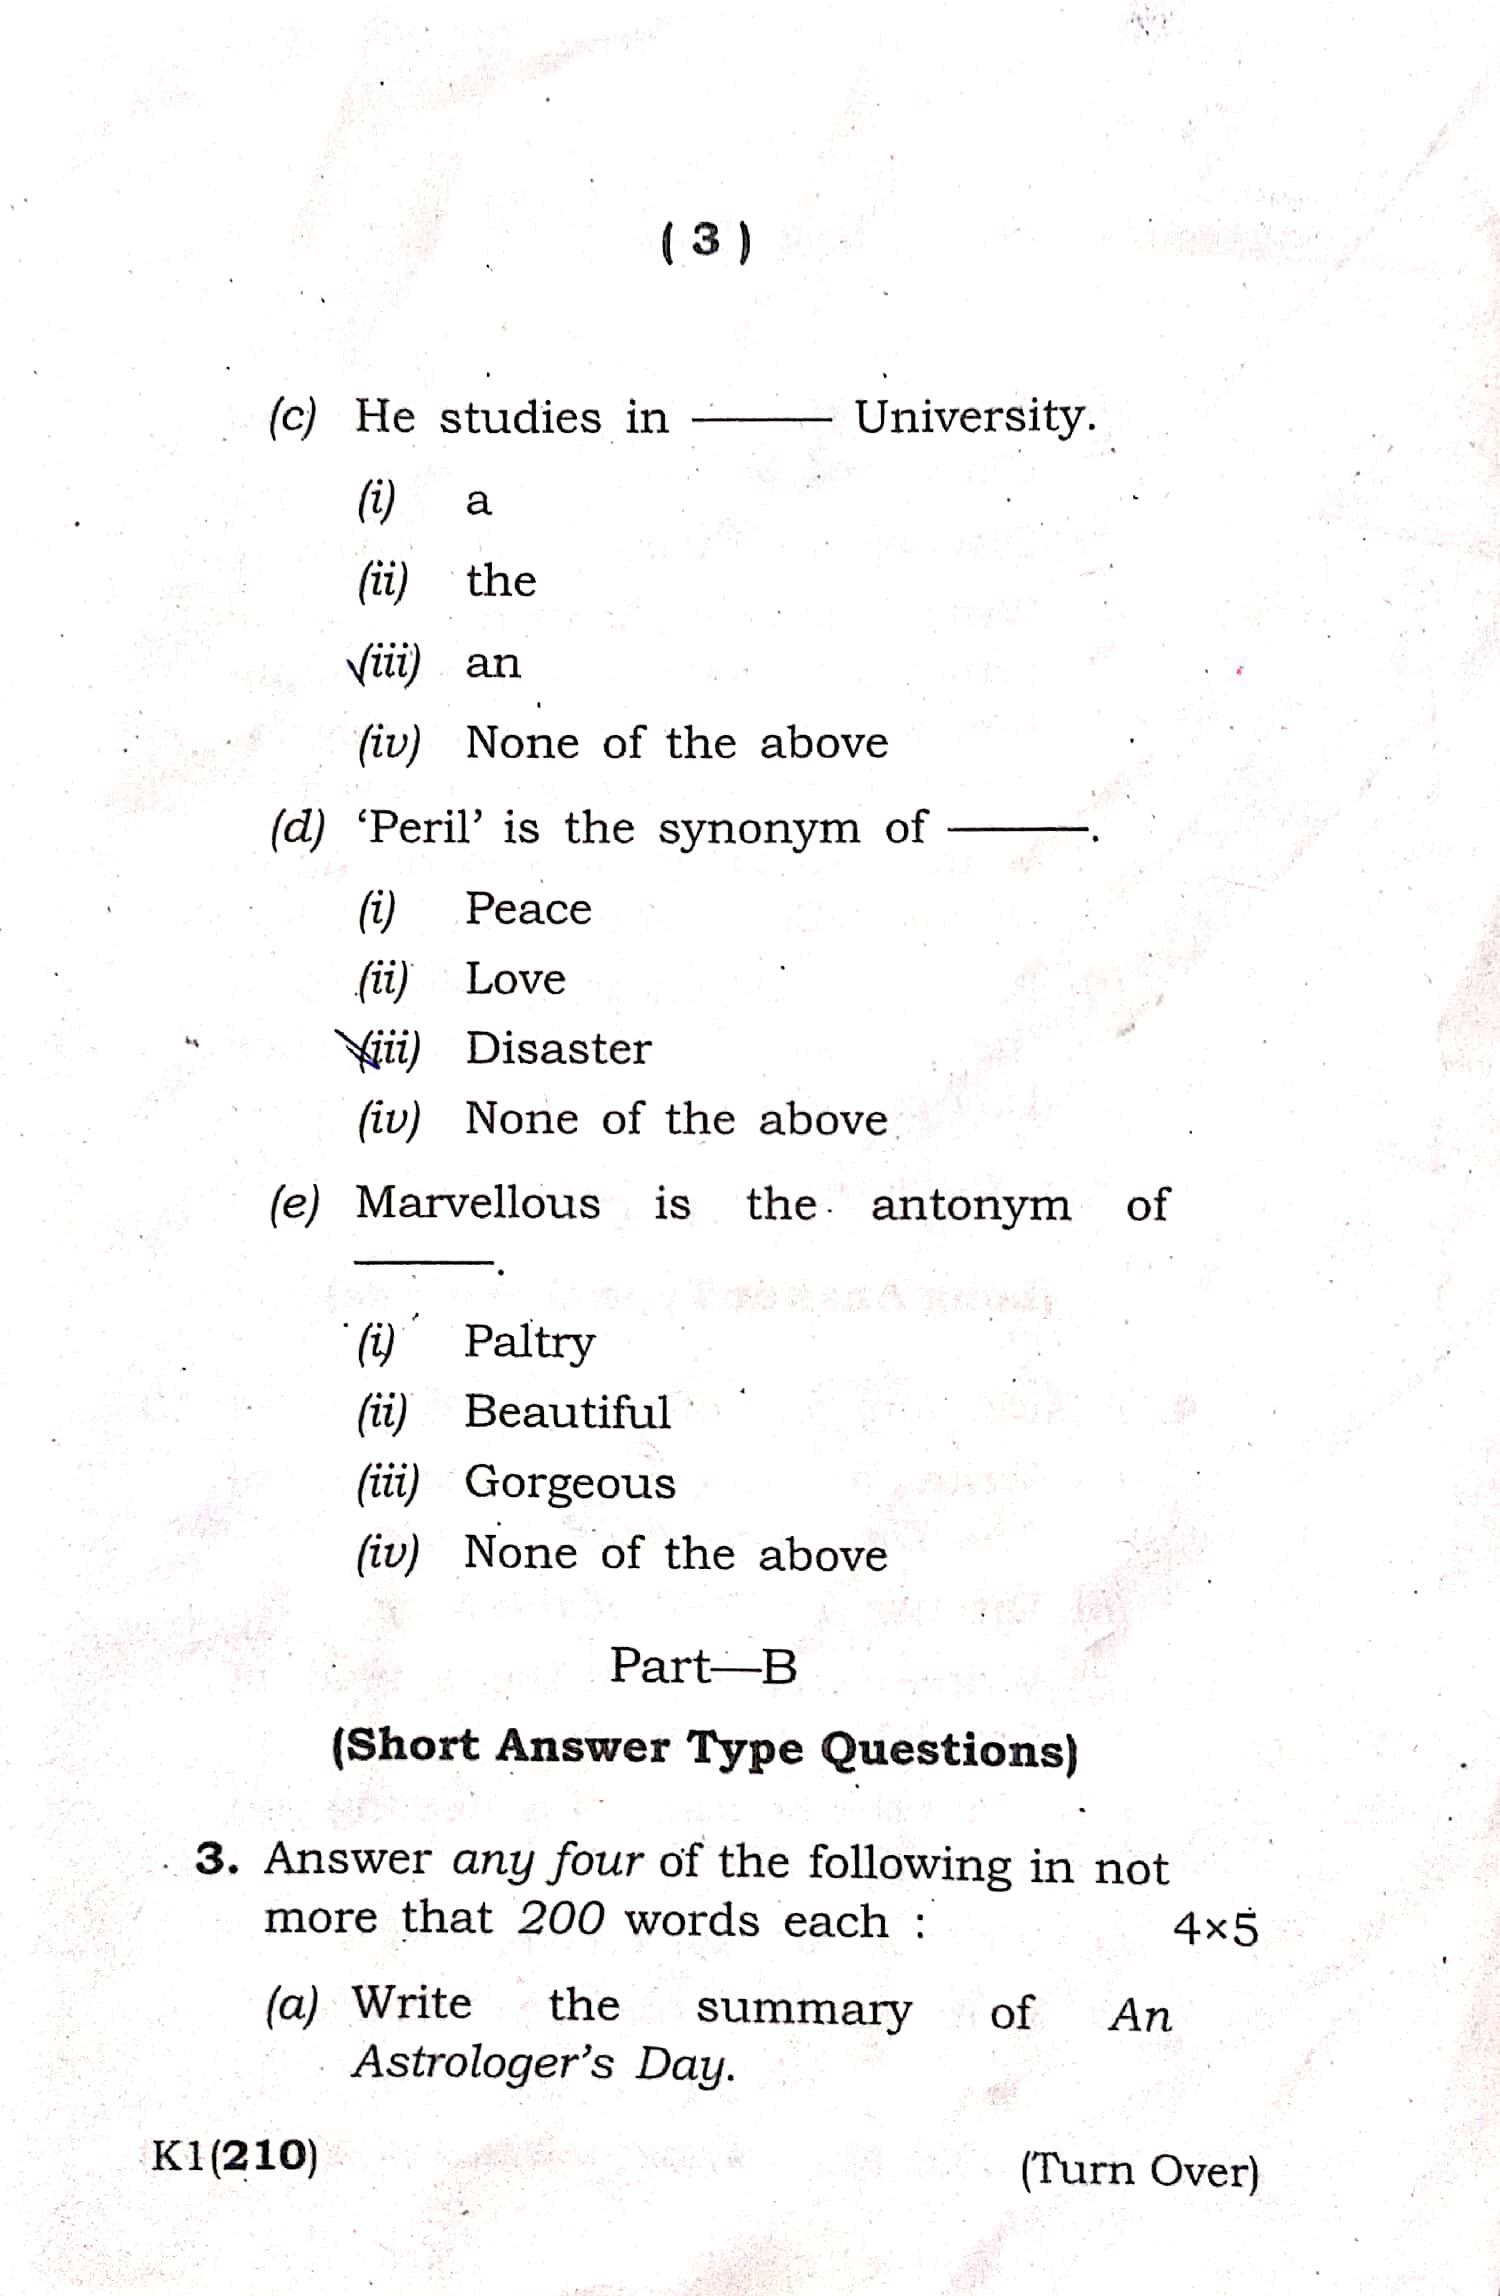 ( 3 )
(c) He studies in ——— University.
(i) a
(ii) the
(iii) an
(iv) None of the above
(d) ‘Peril’ is the synonym of ———.
(i) Peace
(ii) Love
(iii) Disaster
(iv) None of the above
(e) Marvellous is the antonym of
———.
(i) Paltry
(ii) Beautiful
(iii) Gorgeous
(iv) None of the above
Part—B
(Short Answer Type Questions)
3. Answer any four of the following in not
more that 200 words each : 4×5
(a) Write the summary of An
Astrologer’s Day.
K1(210) (Turn Over)